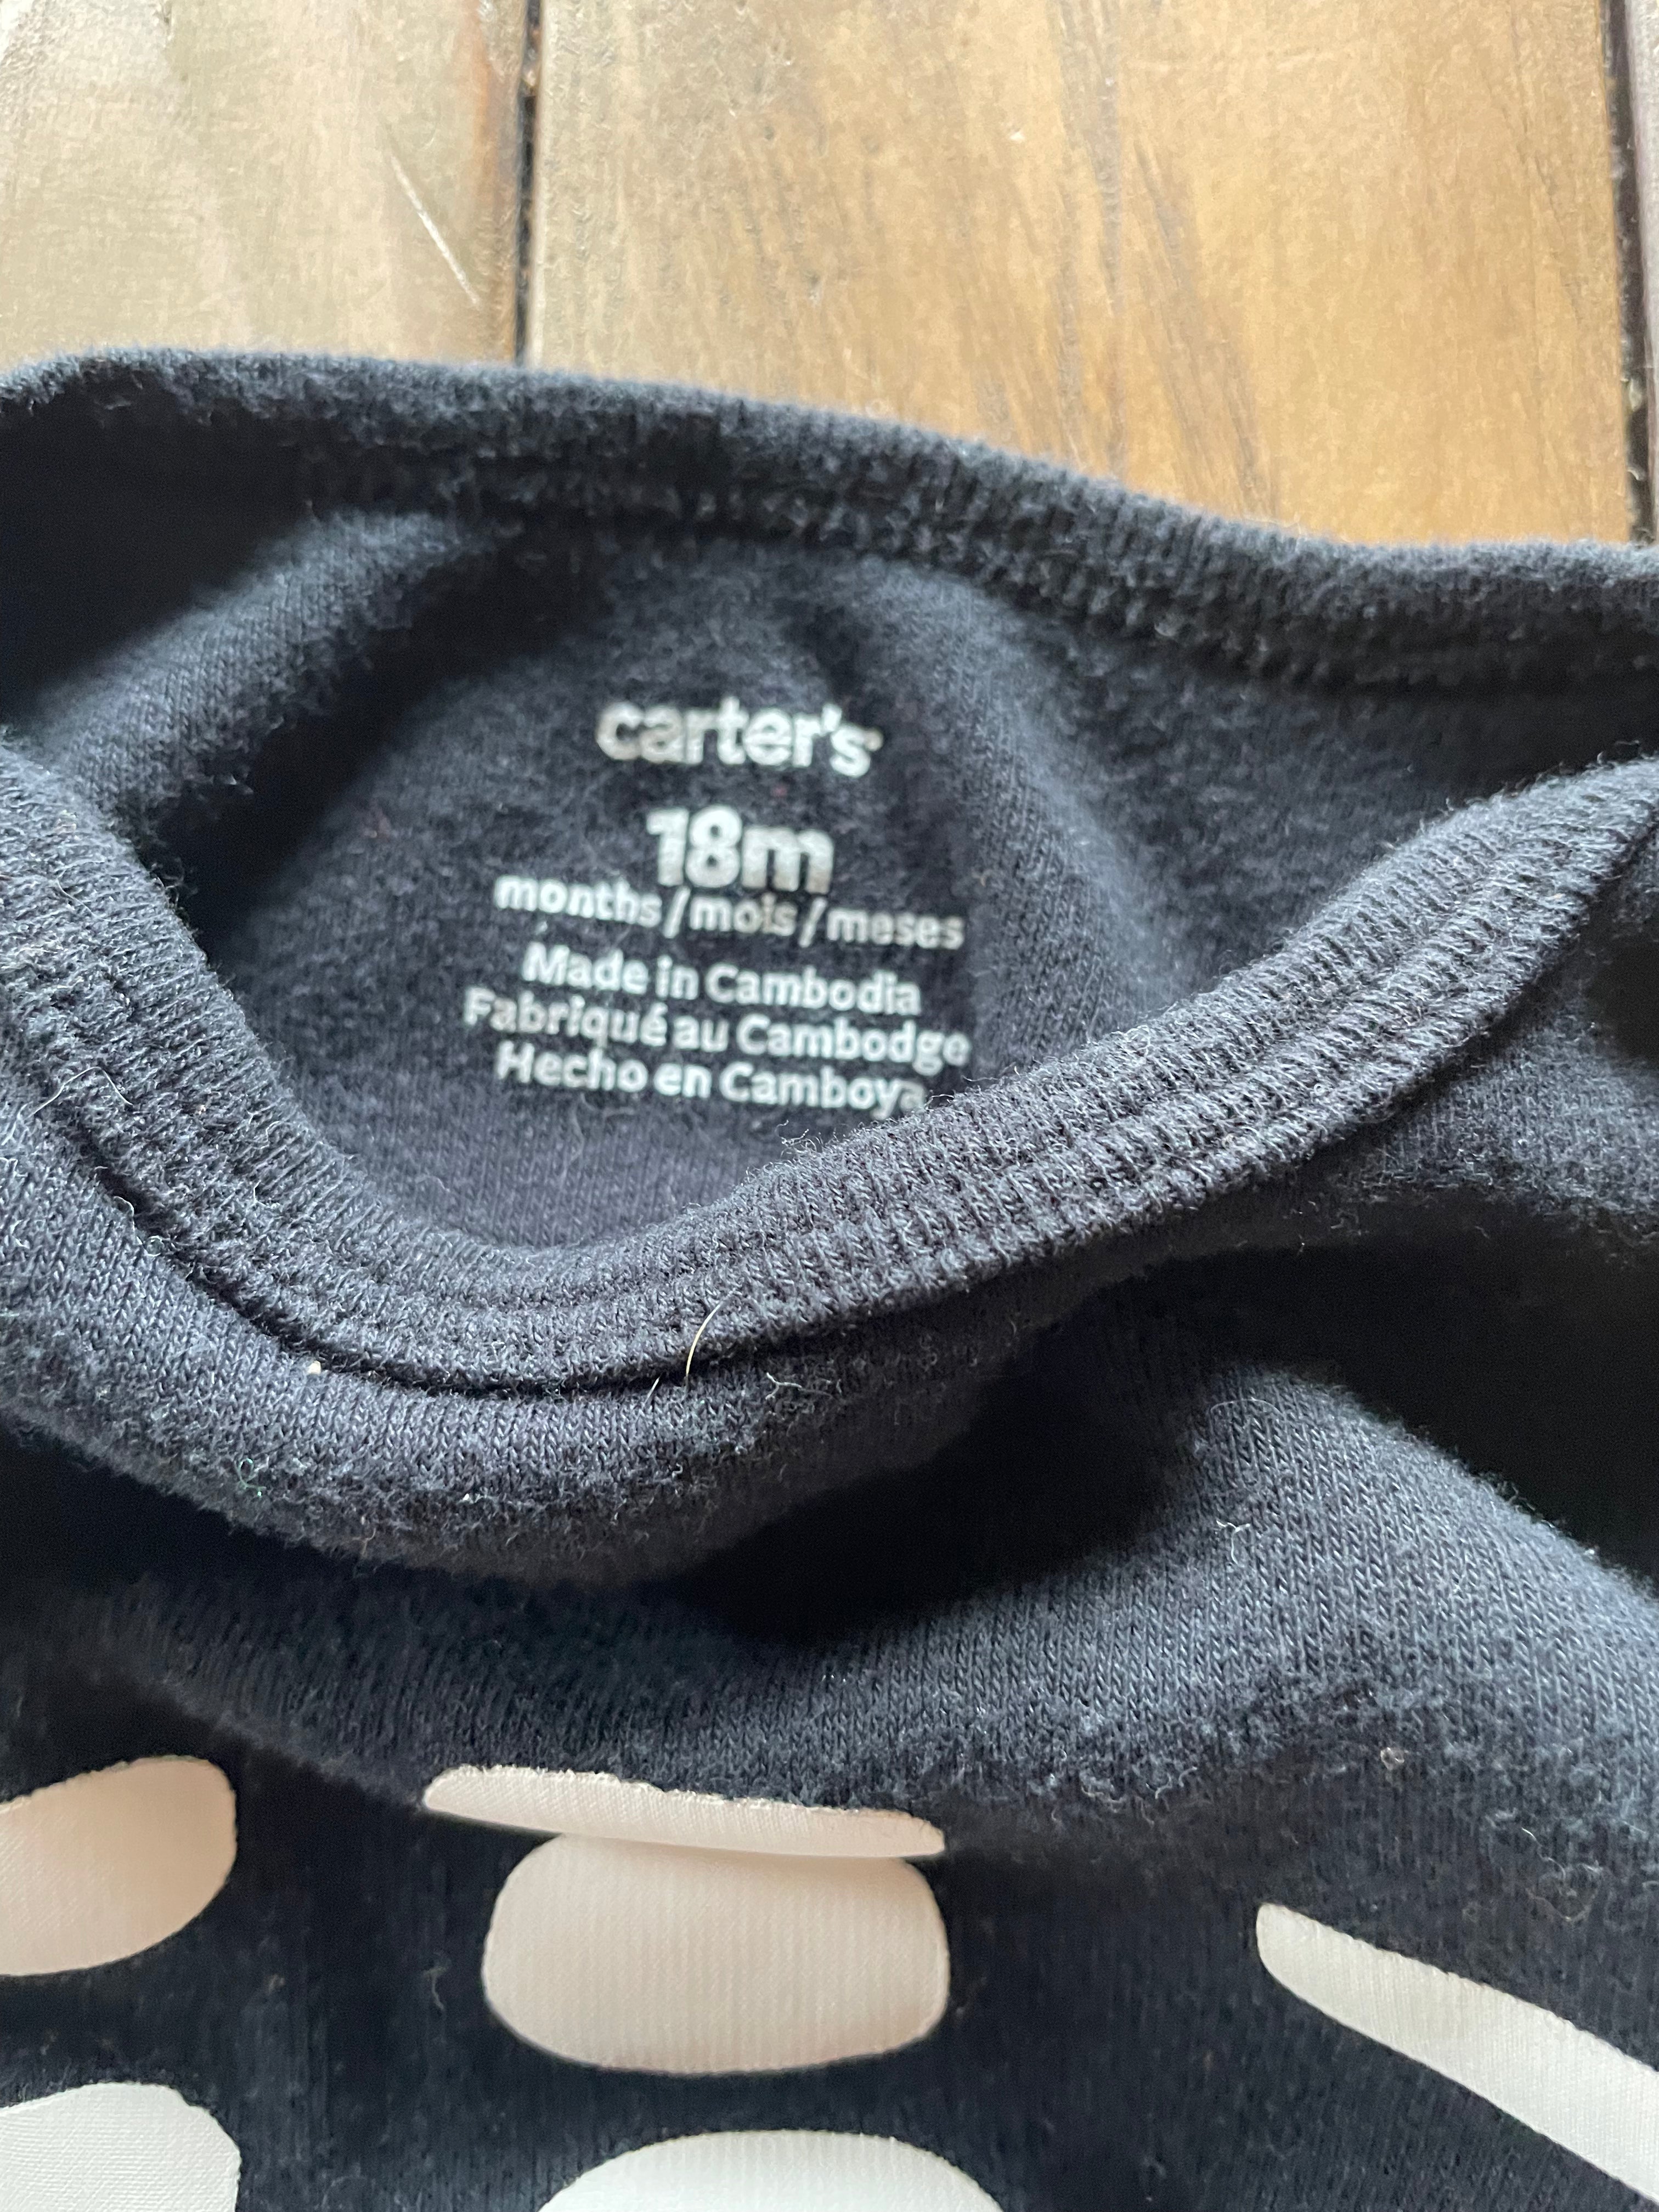 carter's
18m
months/mois/meses
Made in Cambodia
Fabriqué au Cambodge
Hecho en Camboya